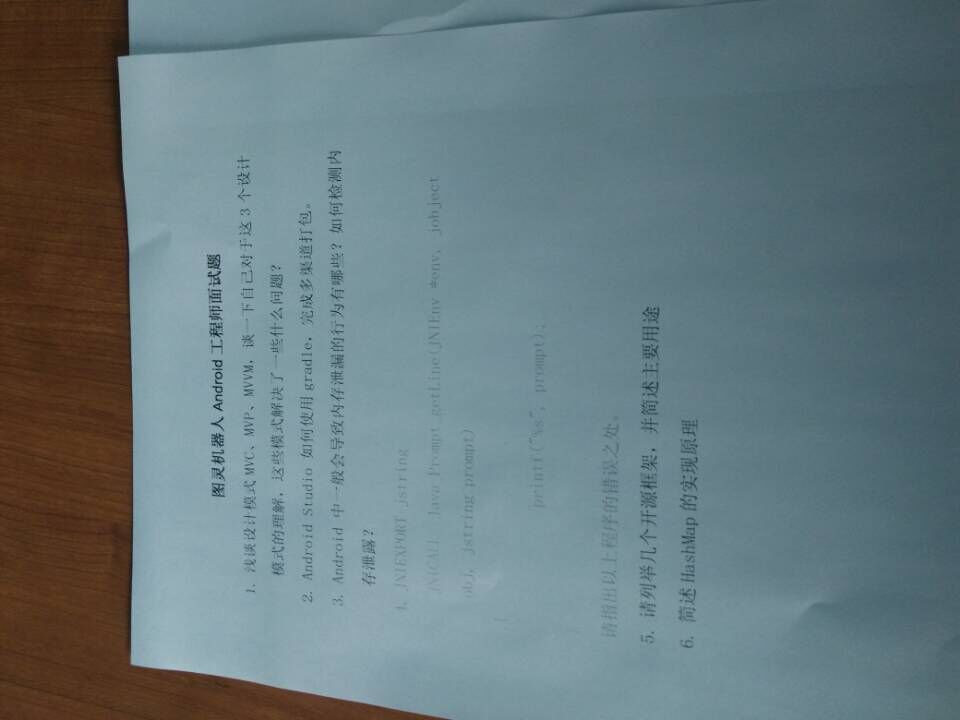 图灵机器人 Android 工程师面试题
1. 浅谈设计模式 MVC、MVP、MVVM，谈一下自己对于这 3 个设计
模式的理解，这些模式解决了一些什么问题？
2. Android Studio 如何使用 gradle，完成多渠道打包。
3. Android 中一般会导致内存泄漏的行为有哪些？如何检测内
存泄露？
4. JNIEXPORT jstring
JNICALL Java_Prompt_getLine(JNIEnv *env, jobject
obj, jstring prompt)
{
printf("%s", prompt);
请指出以上程序的错误之处。
5. 请列举几个开源框架，并简述主要用途
6. 简述 HashMap 的实现原理